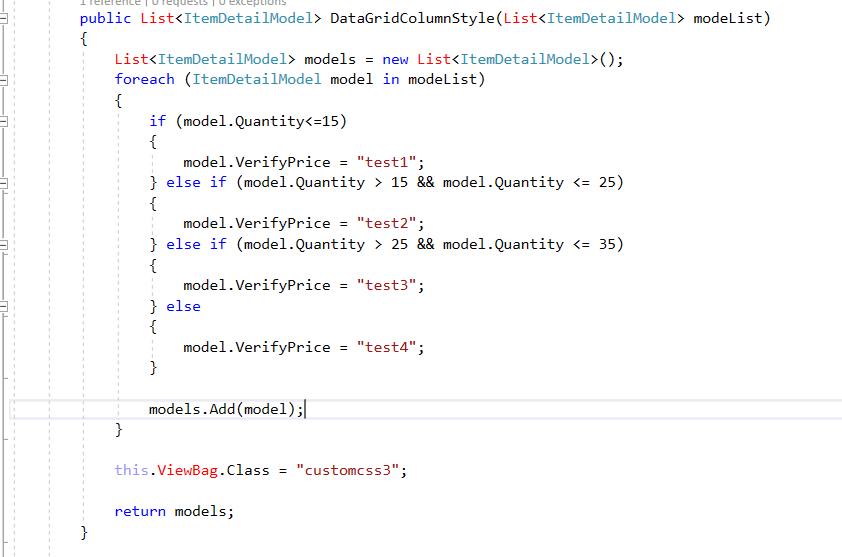 1 reference | 0 requests | 0 exceptions
public List<ItemDetailModel> DataGridColumnStyle(List<ItemDetailModel> modeList)
{
List<ItemDetailModel> models = new List<ItemDetailModel>();
foreach (ItemDetailModel model in modeList)
{
if (model.Quantity<=15)
{
model.VerifyPrice = "test1";
} else if (model.Quantity > 15 && model.Quantity <= 25)
{
model.VerifyPrice = "test2";
} else if (model.Quantity > 25 && model.Quantity <= 35)
{
model.VerifyPrice = "test3";
} else
{
model.VerifyPrice = "test4";
}
models.Add(model);
}
this.ViewBag.Class = "customcss3";
return models;
}